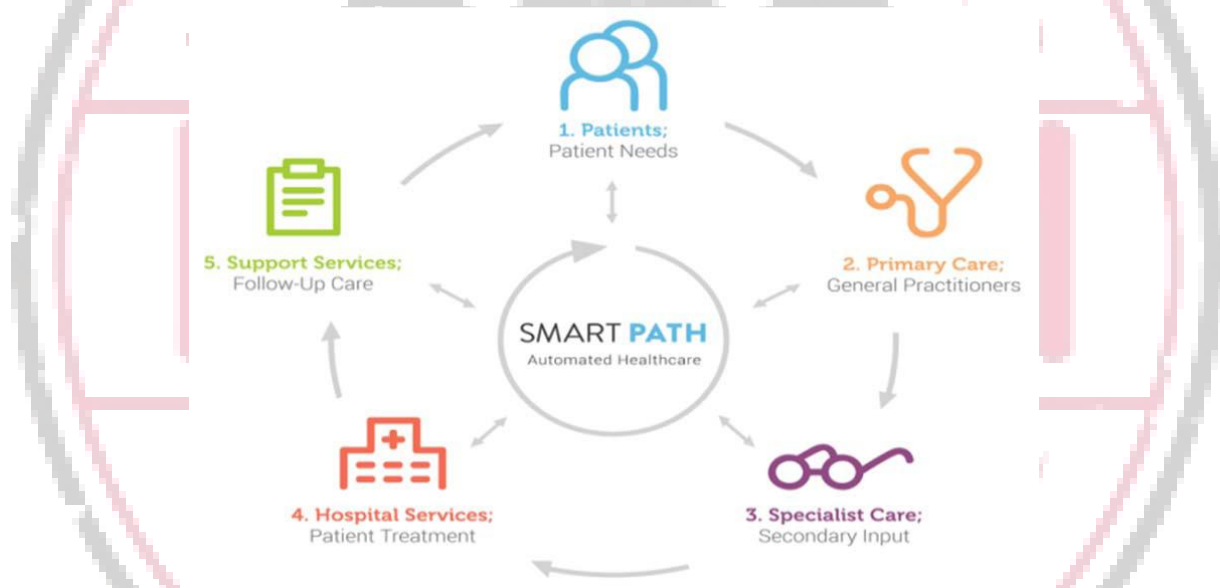 1. Patients;
Patient Needs
2. Primary Care;
General Practitioners
3. Specialist Care;
Secondary Input
4. Hospital Services;
Patient Treatment
5. Support Services;
Follow-Up Care
SMART PATH
Automated Healthcare